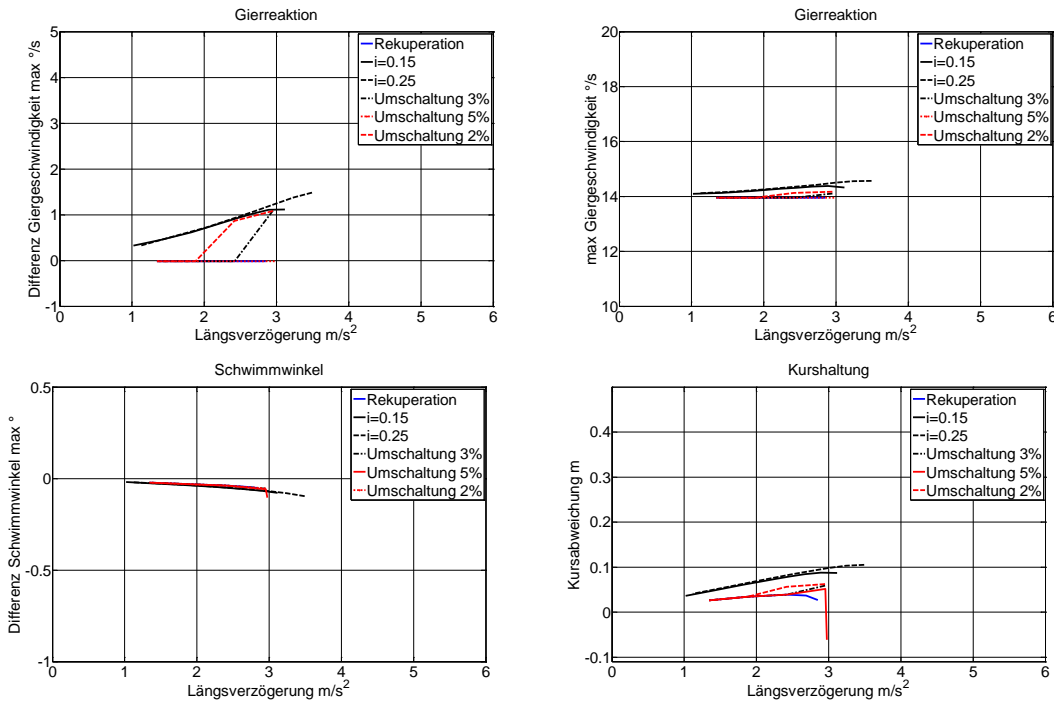 Gierreaktion
Differenz Giergeschwindigkeit max °/s
5
4
3
2
1
0
-1
0 1 2 3 4 5 6
Längsverzögerung m/s²
Rekuperation
i=0.15
i=0.25
Umschaltung 3%
Umschaltung 5%
Umschaltung 2%
Gierreaktion
max Giergeschwindigkeit °/s
20
18
16
14
12
10
0 1 2 3 4 5 6
Längsverzögerung m/s²
Rekuperation
i=0.15
i=0.25
Umschaltung 3%
Umschaltung 5%
Umschaltung 2%
Schwimmwinkel
Differenz Schwimmwinkel max °
0.5
0
-0.5
-1
0 1 2 3 4 5 6
Längsverzögerung m/s²
Rekuperation
i=0.15
i=0.25
Umschaltung 3%
Umschaltung 5%
Umschaltung 2%
Kurshaltung
Kursabweichung m
0.4
0.3
0.2
0.1
0
-0.1
0 1 2 3 4 5 6
Längsverzögerung m/s²
Rekuperation
i=0.15
i=0.25
Umschaltung 3%
Umschaltung 5%
Umschaltung 2%